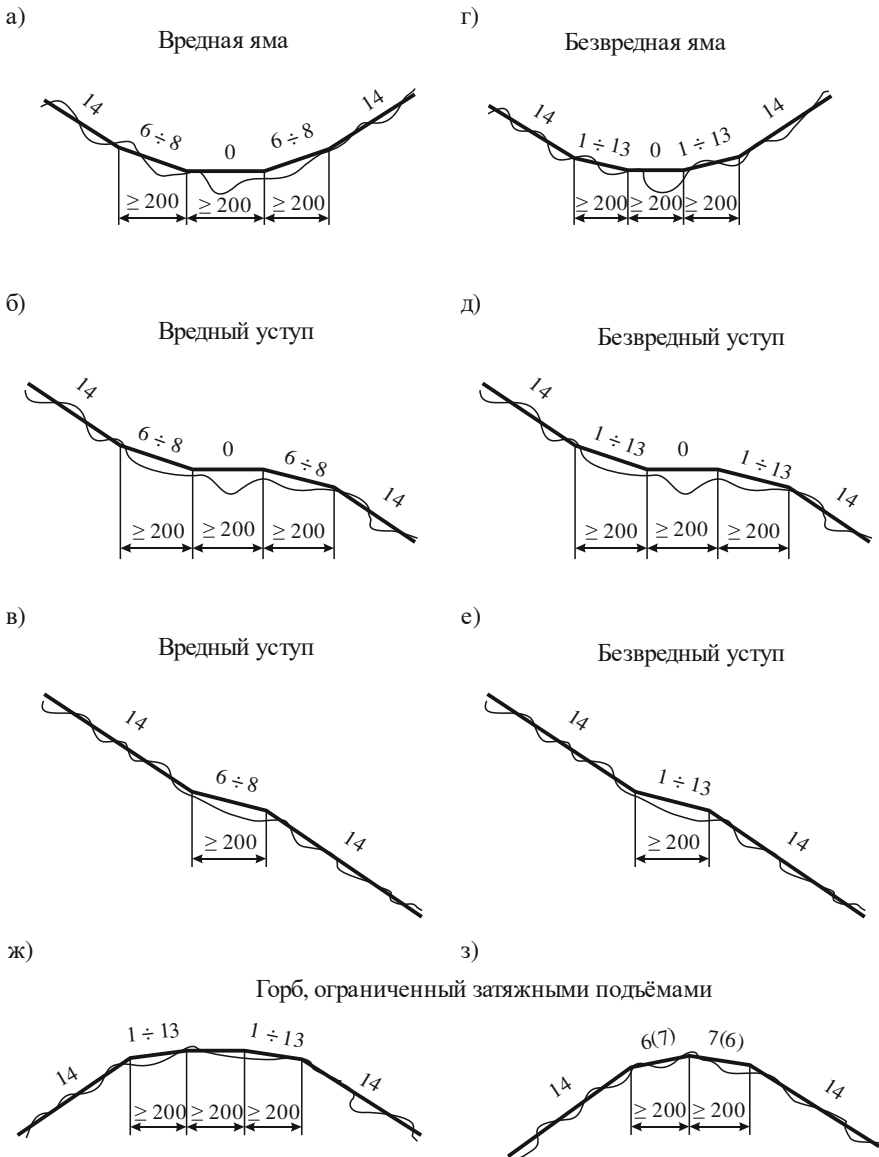 а)
Вредная яма
14
6 ÷ 8
0
6 ÷ 8
14
≥ 200
≥ 200
≥ 200
г)
Безвредная яма
14
1 ÷ 13
0
1 ÷ 13
14
≥ 200
≥ 200
≥ 200
б)
Вредный уступ
14
6 ÷ 8
0
6 ÷ 8
14
≥ 200
≥ 200
≥ 200
д)
Безвредный уступ
14
1 ÷ 13
0
1 ÷ 13
14
≥ 200
≥ 200
≥ 200
в)
Вредный уступ
14
6 ÷ 8
≥ 200
14
е)
Безвредный уступ
14
1 ÷ 13
≥ 200
14
ж)
з)
Горб, ограниченный затяжными подъёмами
14
1 ÷ 13
1 ÷ 13
14
≥ 200
≥ 200
≥ 200
14
6(7)
7(6)
14
≥ 200
≥ 200